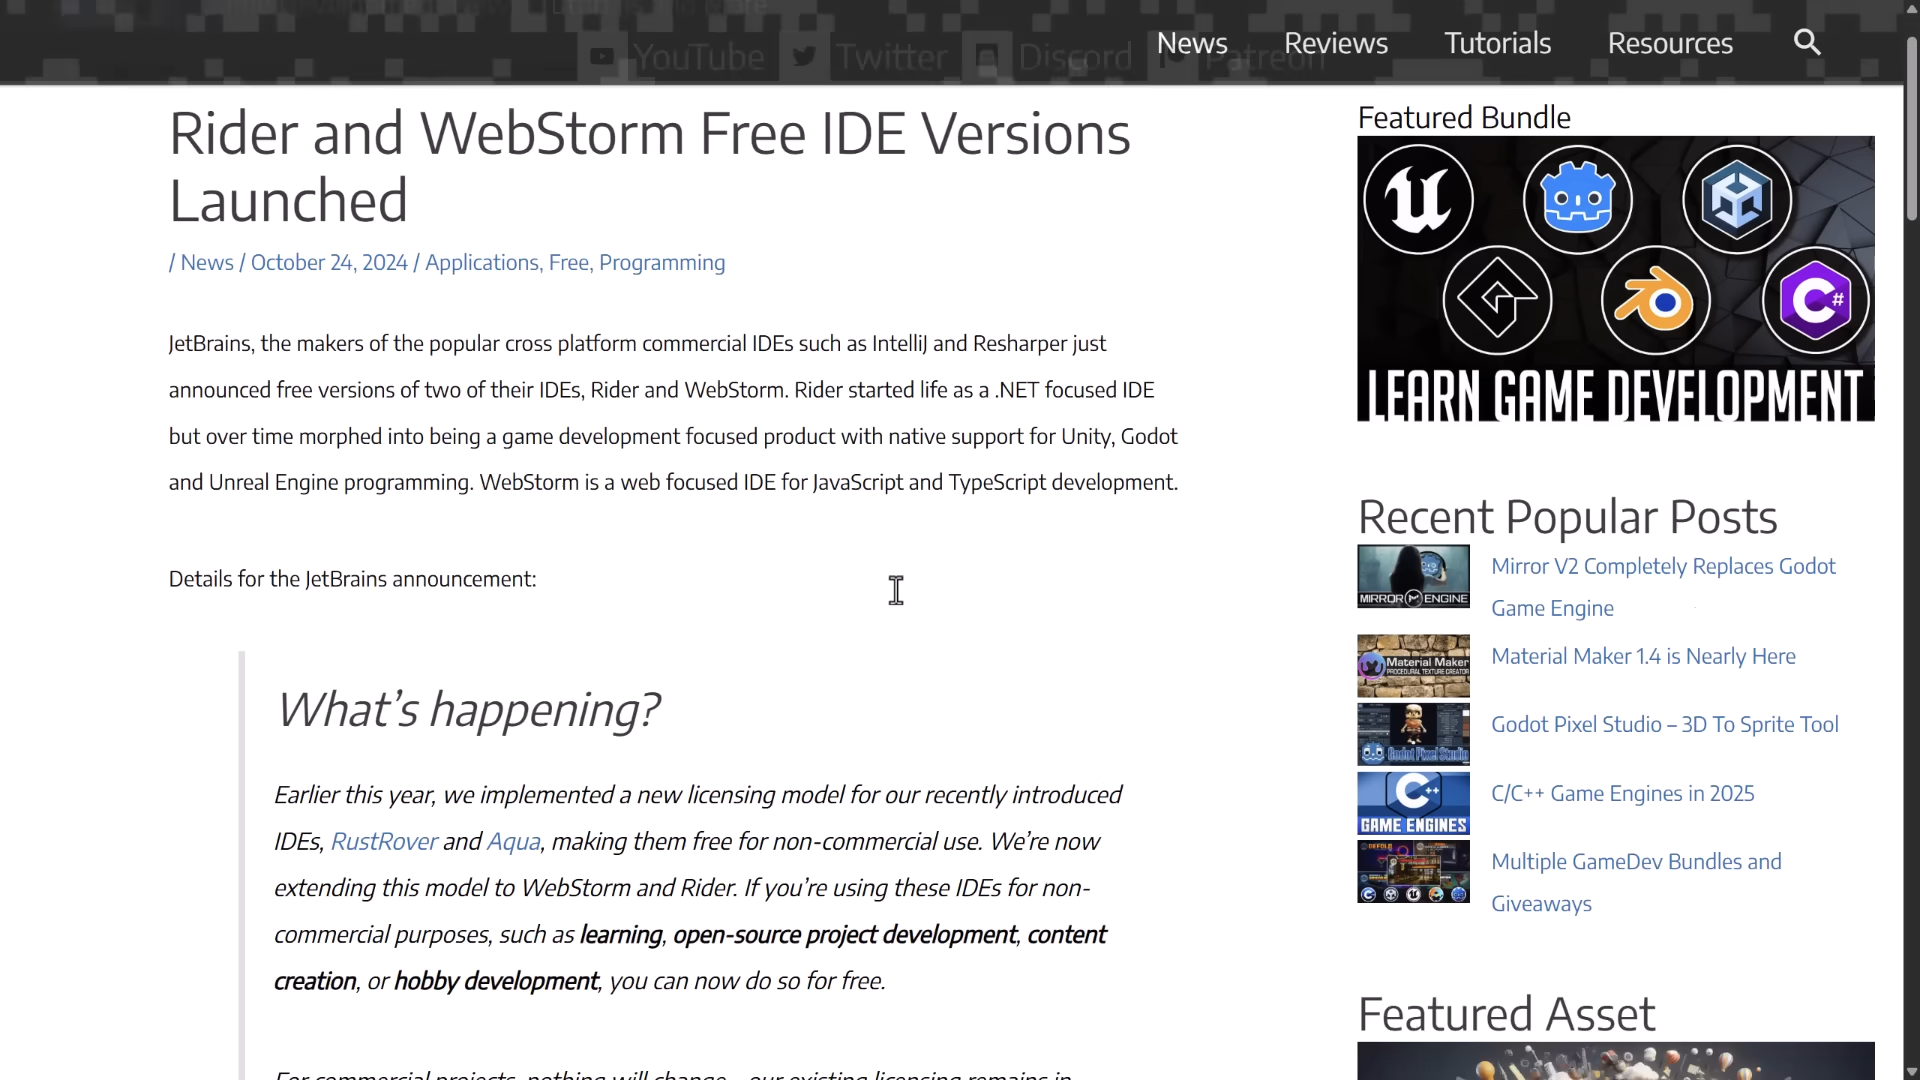 YouTube Twitter Discord Patreon
News Reviews Tutorials Resources
Rider and WebStorm Free IDE Versions
Launched
/ News / October 24, 2024 / Applications, Free, Programming
JetBrains, the makers of the popular cross platform commercial IDEs such as IntelliJ and Resharper just
announced free versions of two of their IDEs, Rider and WebStorm. Rider started life as a .NET focused IDE
but over time morphed into being a game development focused product with native support for Unity, Godot
and Unreal Engine programming. WebStorm is a web focused IDE for JavaScript and TypeScript development.
Details for the JetBrains announcement:
What's happening?
Earlier this year, we implemented a new licensing model for our recently introduced
IDEs, RustRover and Aqua, making them free for non-commercial use. We're now
extending this model to WebStorm and Rider. If you're using these IDEs for non-
commercial purposes, such as learning, open-source project development, content
creation, or hobby development, you can now do so for free.
For commercial projects, nothing will change – our existing licensing remains in
Featured Bundle
C#
LEARN GAME DEVELOPMENT
Recent Popular Posts
MIRROR ENGINE
Mirror V2 Completely Replaces Godot
Game Engine
Material Maker
PROCEDURAL TEXTURE CREATOR
Material Maker 1.4 is Nearly Here
Godot Pixel Studio
Godot Pixel Studio – 3D To Sprite Tool
C++
GAME ENGINES
C/C++ Game Engines in 2025
Multiple GameDev Bundles and
Giveaways
Featured Asset